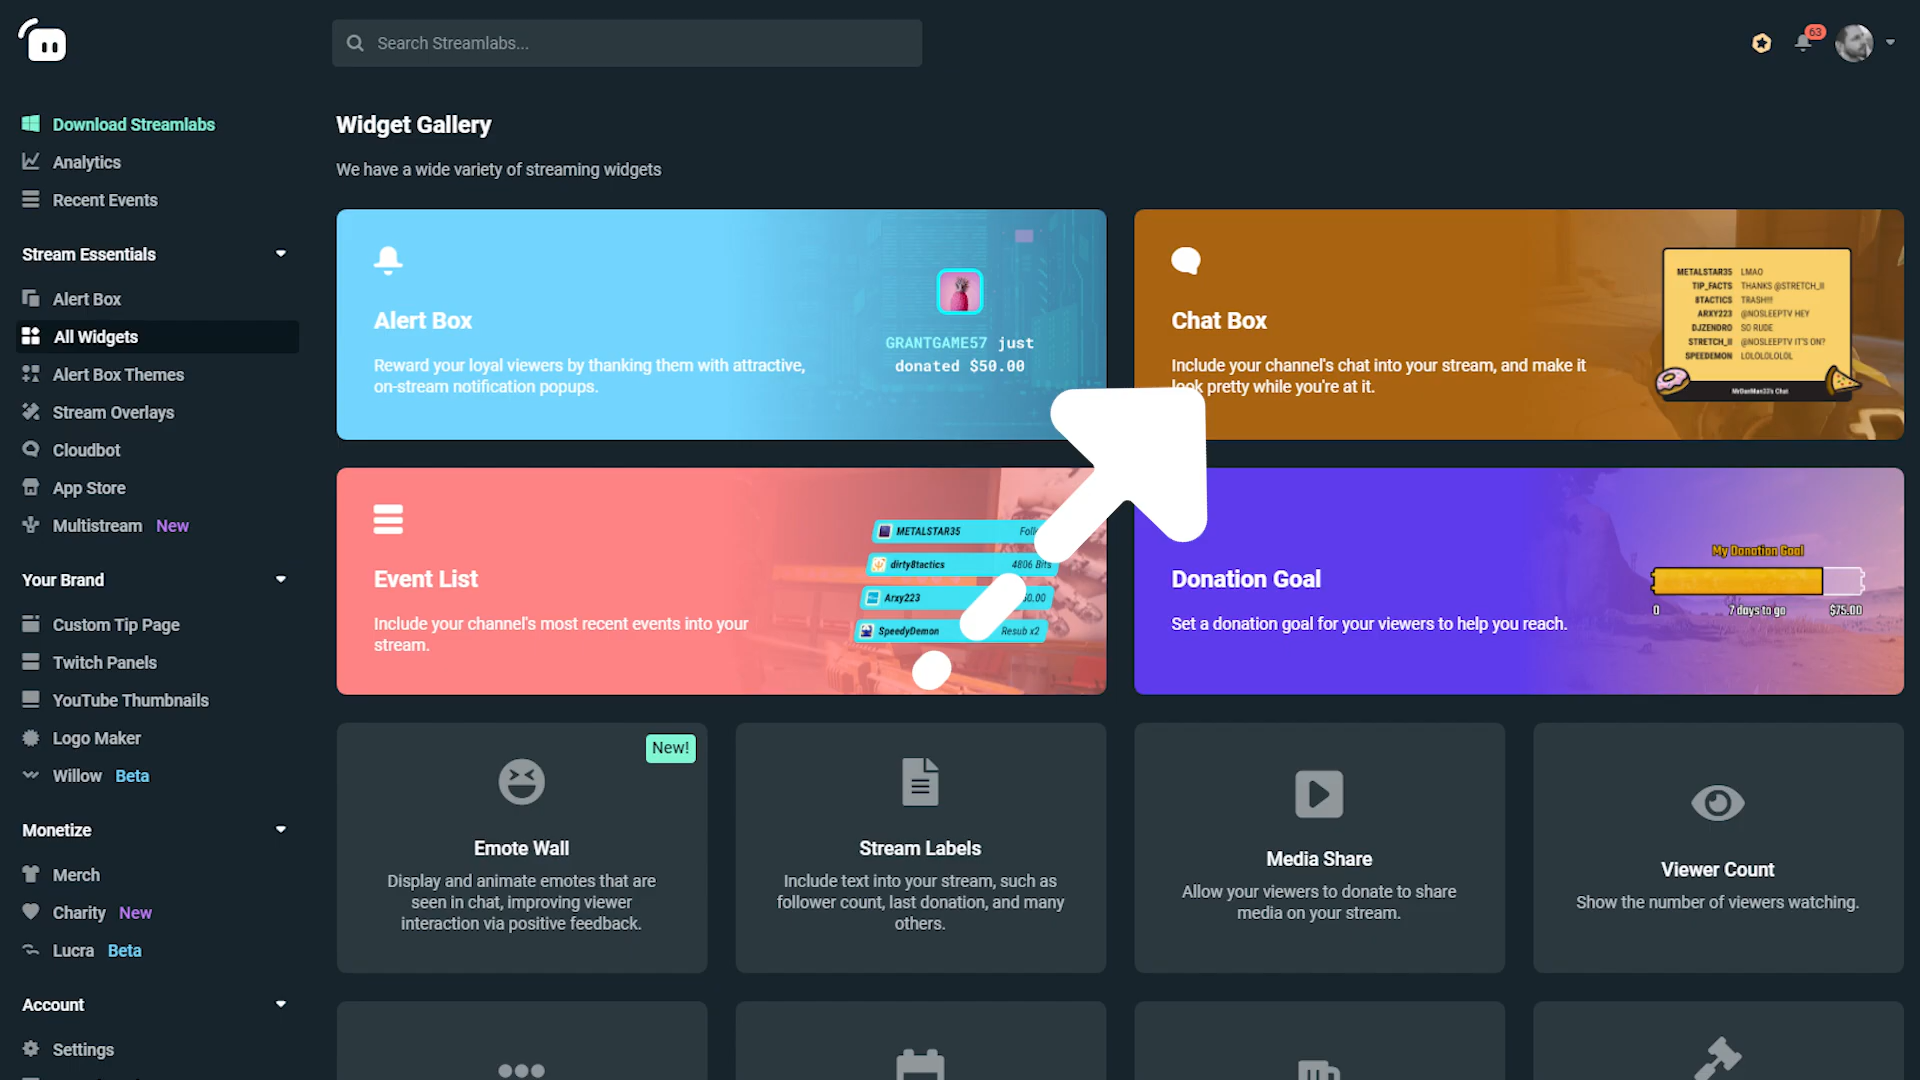 Search Streamlabs...
63
Download Streamlabs
Analytics
Recent Events
Stream Essentials
Alert Box
All Widgets
Alert Box Themes
Stream Overlays
Cloudbot
App Store
Multistream New
Your Brand
Custom Tip Page
Twitch Panels
YouTube Thumbnails
Logo Maker
Willow Beta
Monetize
Merch
Charity New
Lucra Beta
Account
Settings
Widget Gallery
We have a wide variety of streaming widgets
Alert Box
Reward your loyal viewers by thanking them with attractive,
on-stream notification popups.
GRANTGAME57 just
donated $50.00
Chat Box
Include your channel's chat into your stream, and make it
look pretty while you're at it.
METALSTAR35 LMAO
TIP_FACTS THANKS @STRETCH_II
8TACTICS TRASH!!!
ARXY223 @NOSLEEPTV HEY
DJZENDRO SO RUDE
STRETCH_II @NOSLEEPTV IT'S ON?
SPEEDEMON LOLOLOLOLOL
MrDanMan33's Chat
Event List
Include your channel's most recent events into your
stream.
METALSTAR35
dirty8tactics 4806 Bits
Arxy223
SpeedyDemon Resub x2
Donation Goal
Set a donation goal for your viewers to help you reach.
My Donation Goal
0 7 days to go $75.00
New!
Emote Wall
Display and animate emotes that are
seen in chat, improving viewer
interaction via positive feedback.
Stream Labels
Include text into your stream, such as
follower count, last donation, and many
others.
Media Share
Allow your viewers to donate to share
media on your stream.
Viewer Count
Show the number of viewers watching.